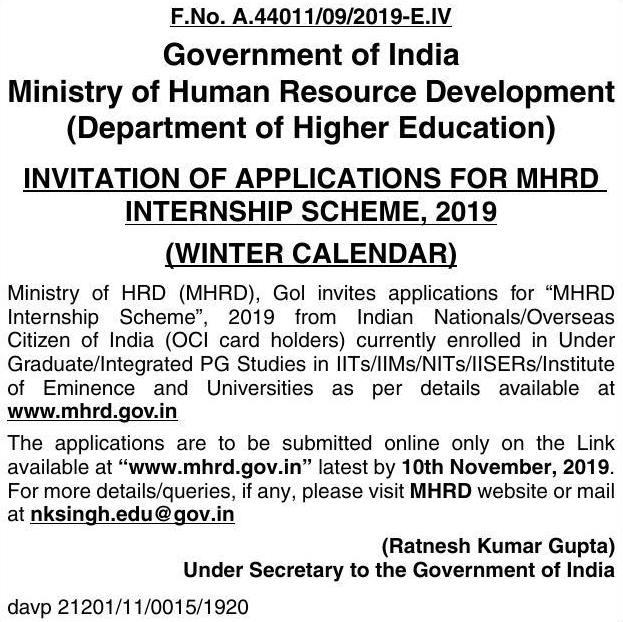 F.No. A.44011/09/2019-E.IV
Government of India
Ministry of Human Resource Development
(Department of Higher Education)
INVITATION OF APPLICATIONS FOR MHRD
INTERNSHIP SCHEME, 2019
(WINTER CALENDAR)
Ministry of HRD (MHRD), GoI invites applications for “MHRD
Internship Scheme”, 2019 from Indian Nationals/Overseas
Citizen of India (OCI card holders) currently enrolled in Under
Graduate/Integrated PG Studies in IITs/IIMs/NITs/IISERs/Institute
of Eminence and Universities as per details available at
www.mhrd.gov.in
The applications are to be submitted online only on the Link
available at “www.mhrd.gov.in” latest by 10th November, 2019.
For more details/queries, if any, please visit MHRD website or mail
at nksingh.edu@gov.in
(Ratnesh Kumar Gupta)
Under Secretary to the Government of India
davp 21201/11/0015/1920